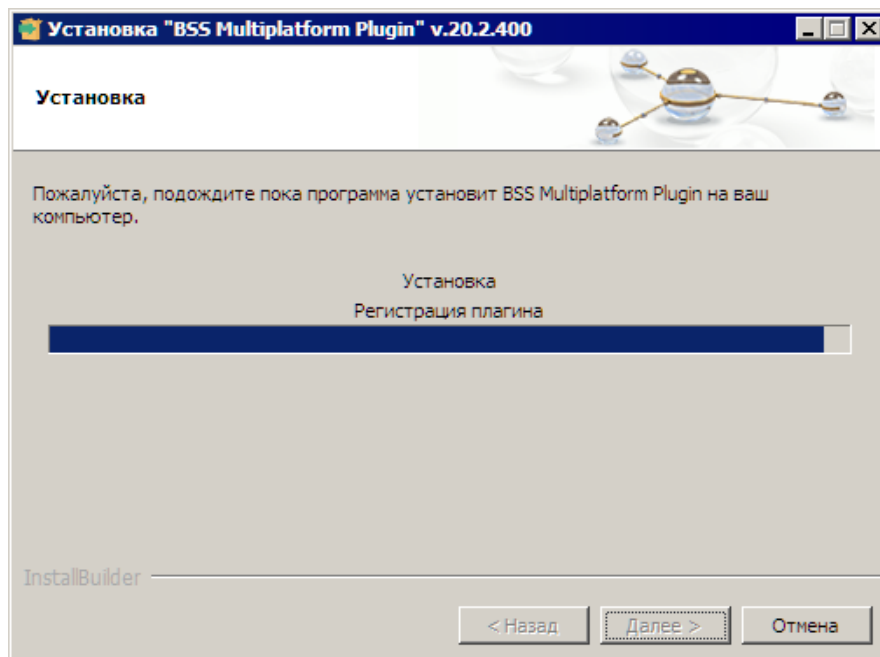 Установка "BSS Multiplatform Plugin" v.20.2.400
Установка
Пожалуйста, подождите пока программа установит BSS Multiplatform Plugin на ваш
компьютер.
Установка
Регистрация плагина
InstallBuilder
< Назад
Далее >
Отмена